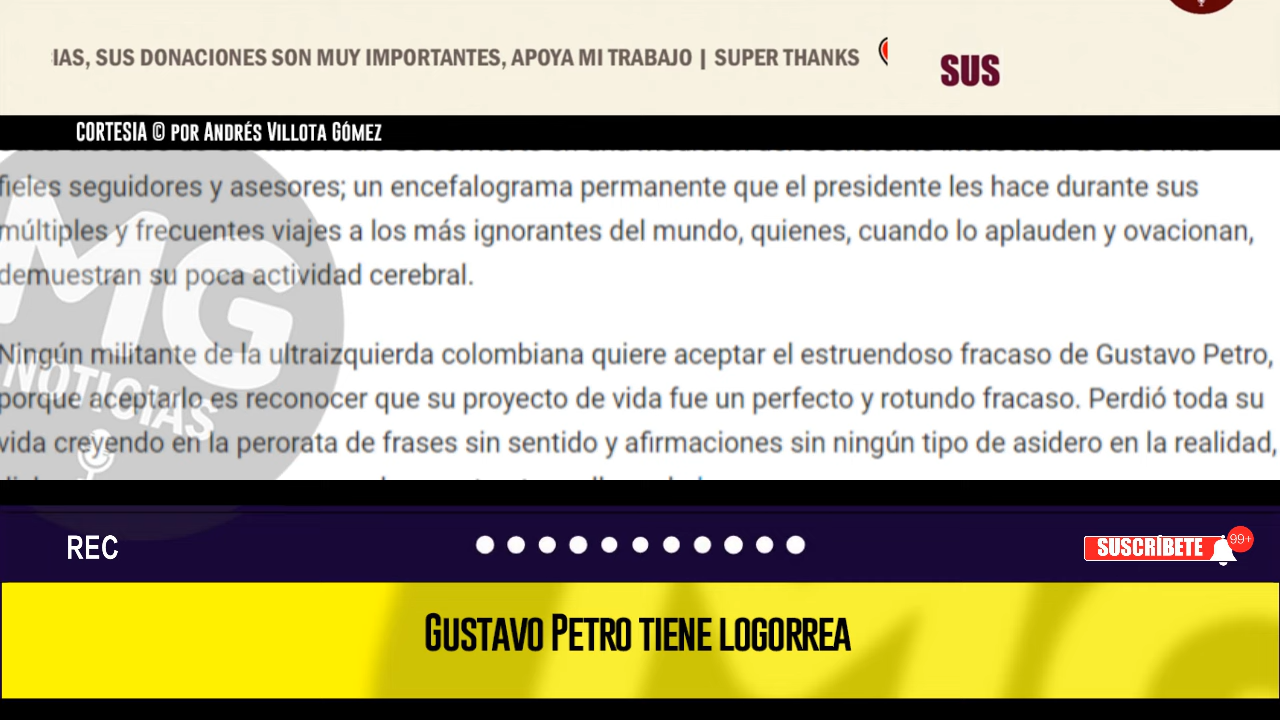 IAS, SUS DONACIONES SON MUY IMPORTANTES, APOYA MI TRABAJO | SUPER THANKS
SUS
CORTESIA © POR ANDRÉS VILLOTA GÓMEZ
fieles seguidores y asesores; un encefalograma permanente que el presidente les hace durante sus
múltiples y frecuentes viajes a los más ignorantes del mundo, quienes, cuando lo aplauden y ovacionan,
demuestran su poca actividad cerebral.
MG
NOTICIAS
Ningún militante de la ultraizquierda colombiana quiere aceptar el estruendoso fracaso de Gustavo Petro,
porque aceptarlo es reconocer que su proyecto de vida fue un perfecto y rotundo fracaso. Perdió toda su
vida creyendo en la perorata de frases sin sentido y afirmaciones sin ningún tipo de asidero en la realidad,
REC
SUSCRÍBETE
99+
GUSTAVO PETRO TIENE LOGORREA